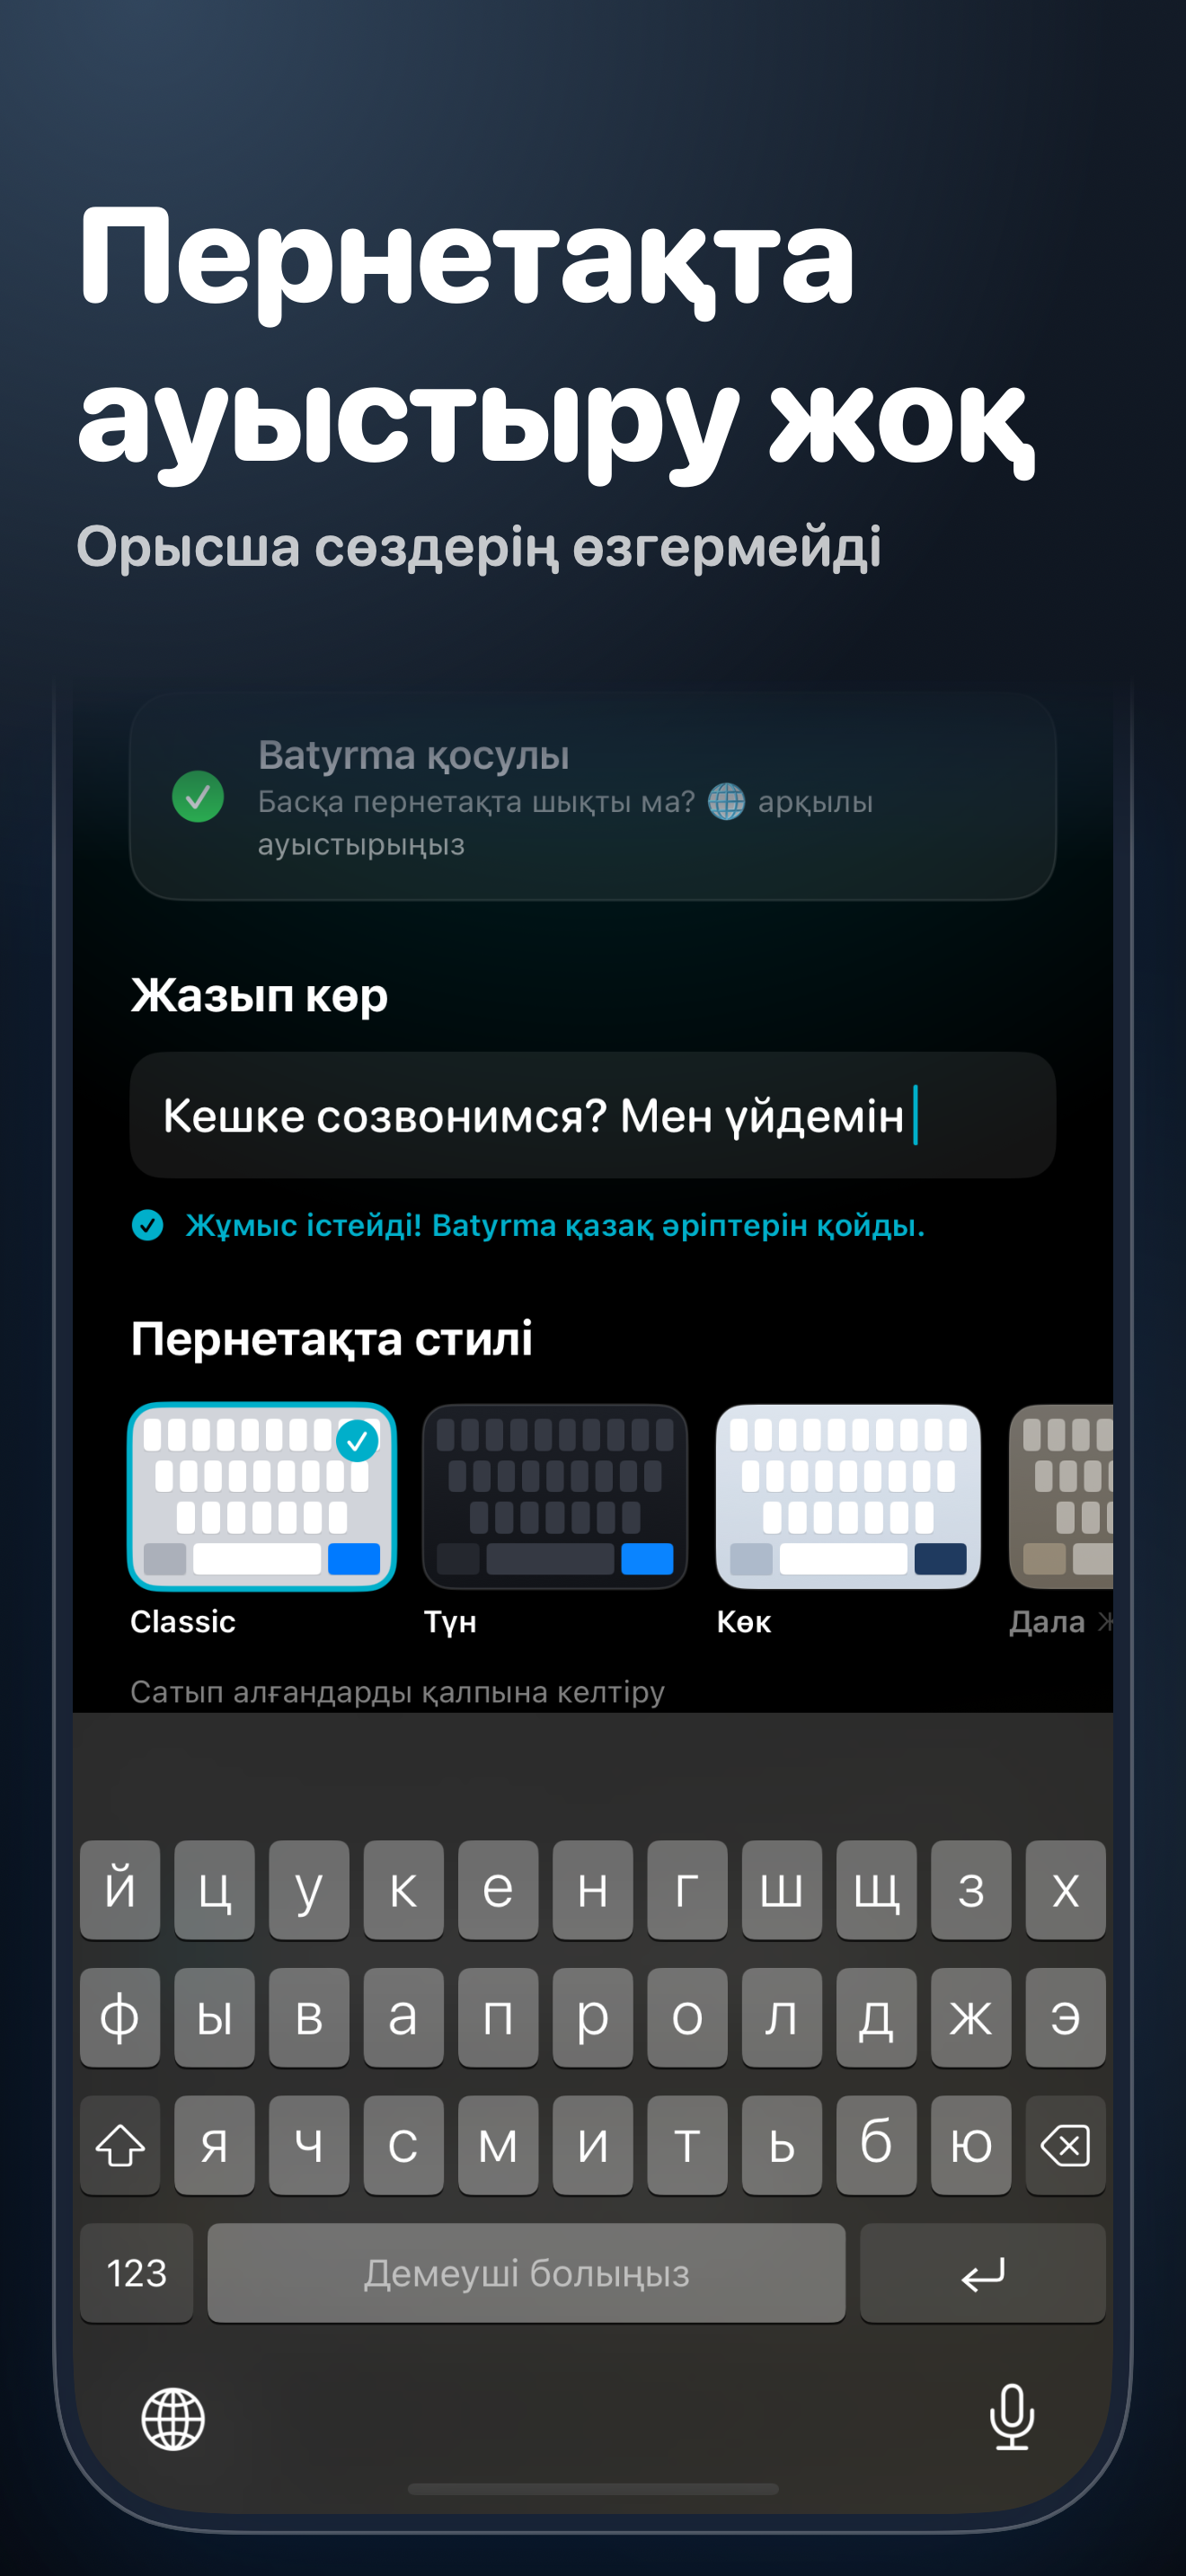 Пернетақта
ауыстыру жоқ
Орысша сөздерің өзгермейді
Batyrma қосулы
Басқа пернетақта шықты ма? 🌐 арқылы
ауыстырыңыз
Жазып көр
Кешке созвонимся? Мен үйдемін
Жұмыс істейді! Batyrma қазақ әріптерін қойды.
Пернетақта стилі
Classic Түн Көк Дала
Сатып алғандарды қалпына келтіру
й ц у к е н г ш щ з х
ф ы в а п р о л д ж э
я ч с м и т ь б ю
123 Демеуші болыңыз